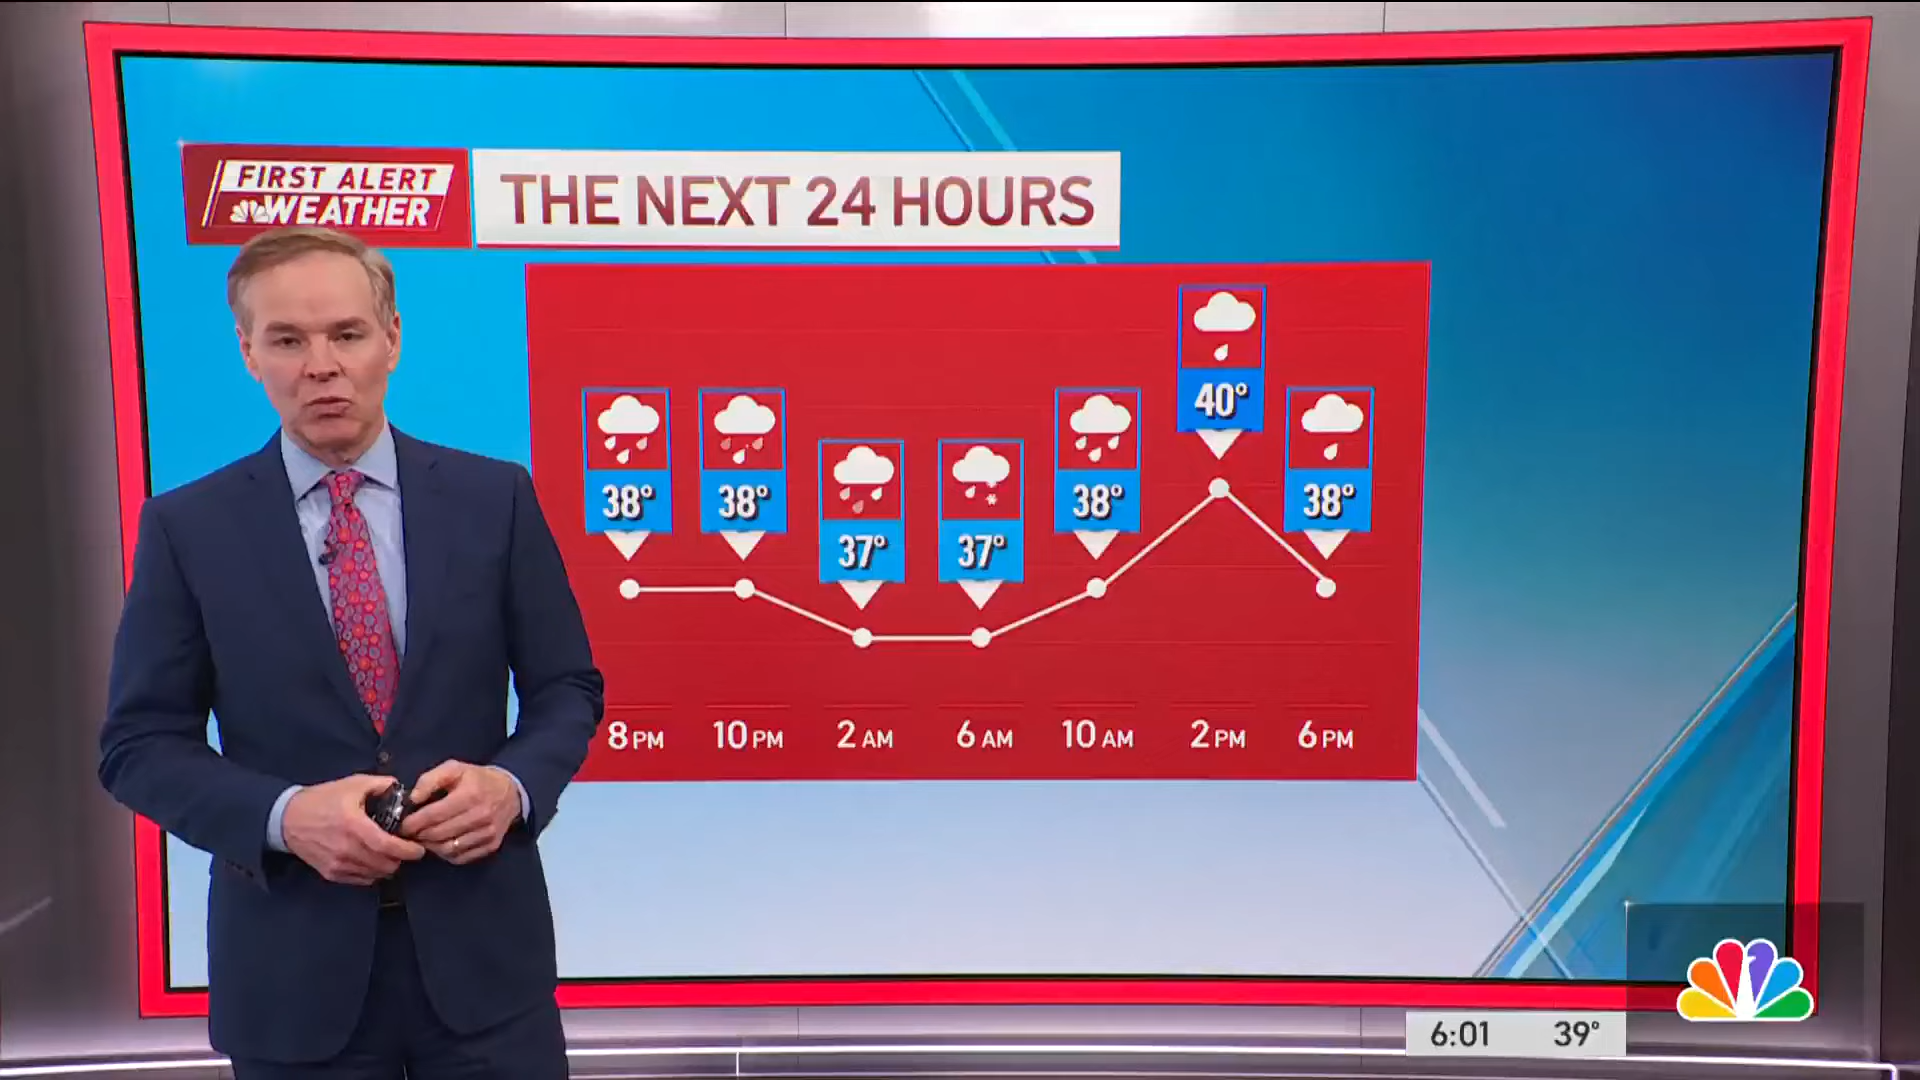 FIRST ALERT
WEATHER
THE NEXT 24 HOURS
38° 38° 37° 37° 38° 40° 38°
8 PM 10 PM 2 AM 6 AM 10 AM 2 PM 6 PM
6:01 39°